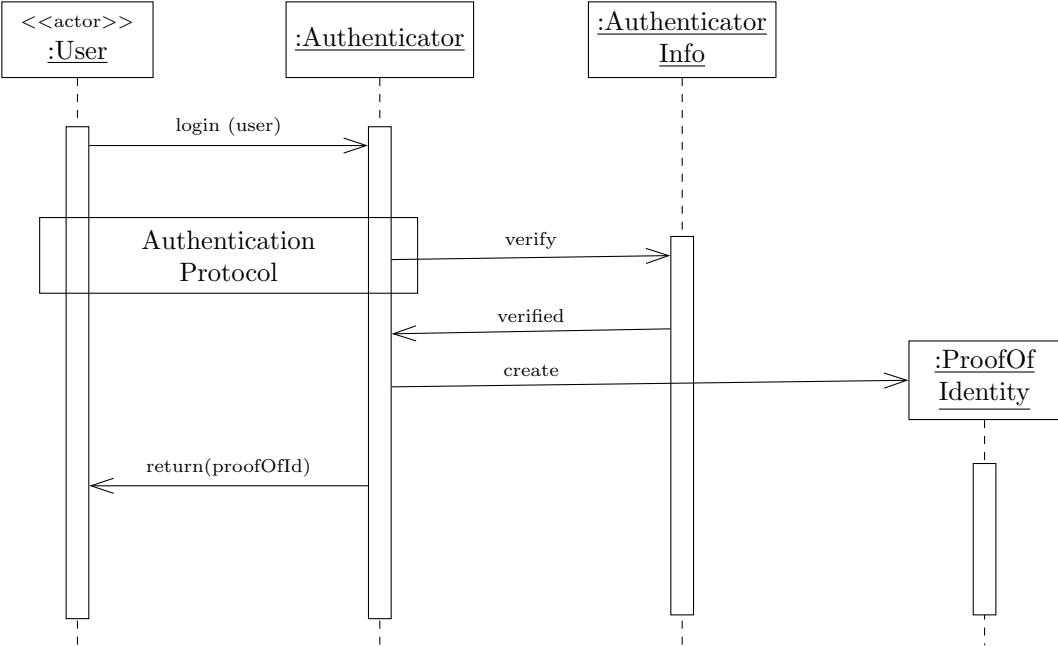 <<actor>>
:User
:Authenticator
:Authenticator
Info
login (user)
Authentication
Protocol
verify
verified
create
:ProofOf
Identity
return(proofOfId)